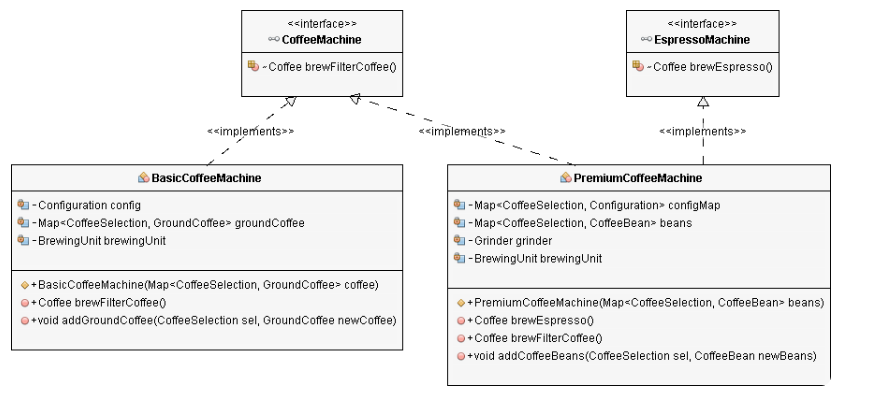 <<interface>>
CoffeeMachine
- Coffee brewFilterCoffee()
<<interface>>
EspressoMachine
- Coffee brewEspresso()
<<implements>>
<<implements>>
<<implements>>
BasicCoffeeMachine
- Configuration config
- Map<CoffeeSelection, GroundCoffee> groundCoffee
- BrewingUnit brewingUnit
+ BasicCoffeeMachine(Map<CoffeeSelection, GroundCoffee> coffee)
+ Coffee brewFilterCoffee()
+ void addGroundCoffee(CoffeeSelection sel, GroundCoffee newCoffee)
PremiumCoffeeMachine
- Map<CoffeeSelection, Configuration> configMap
- Map<CoffeeSelection, CoffeeBean> beans
- Grinder grinder
- BrewingUnit brewingUnit
+ PremiumCoffeeMachine(Map<CoffeeSelection, CoffeeBean> beans)
+ Coffee brewEspresso()
+ Coffee brewFilterCoffee()
+ void addCoffeeBeans(CoffeeSelection sel, CoffeeBean newBeans)